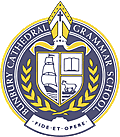 BUNBURY CATHEDRAL GRAMMAR SCHOOL
• FIDE ET OPERE •